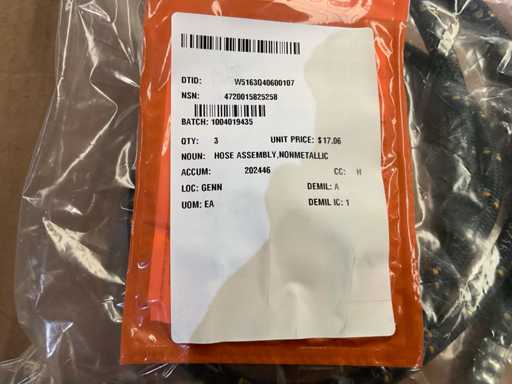 DTID: W5163Q40600107
NSN: 4720015825258
BATCH: 1004019435
QTY: 3 UNIT PRICE: $17.06
NOUN: HOSE ASSEMBLY,NONMETALLIC
ACCUM: 202446 CC: H
LOC: GENN DEMIL: A
UOM: EA DEMIL IC: 1